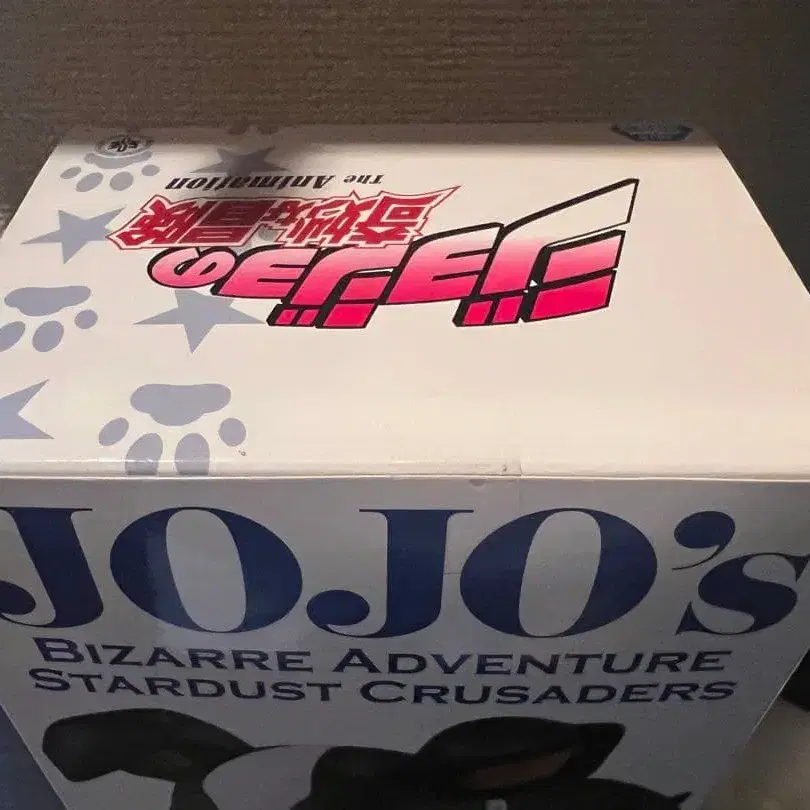 ジョジョの
奇妙な冒険
The Animation
JOJO's
BIZARRE ADVENTURE
STARDUST CRUSADERS